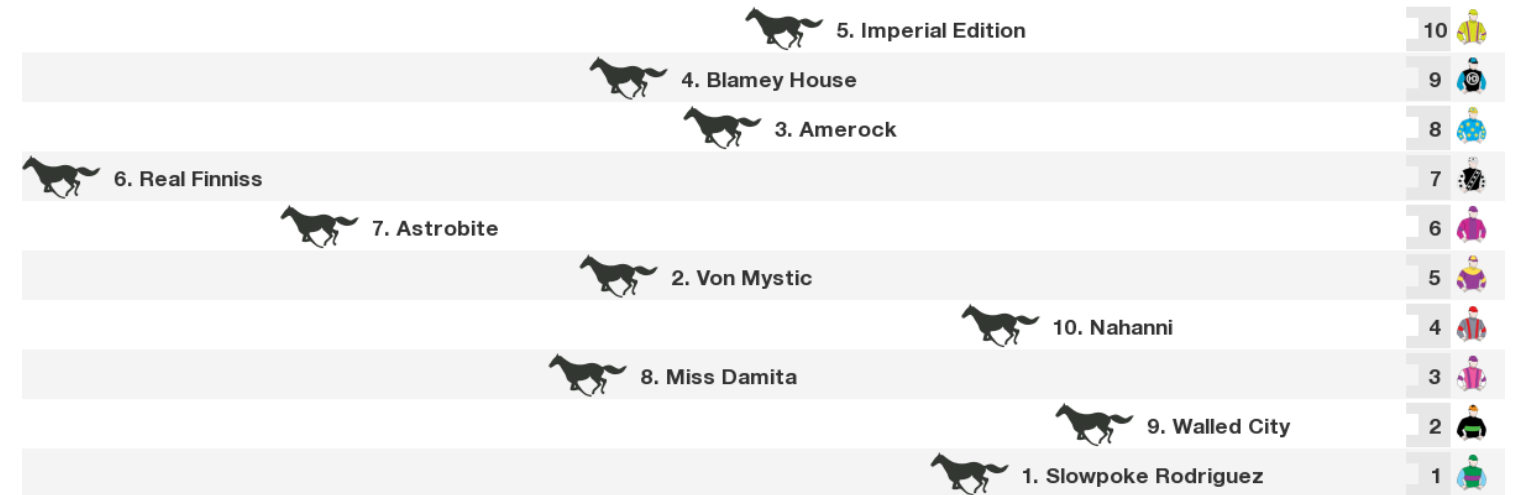 5. Imperial Edition 10
4. Blamey House 9
3. Amerock 8
6. Real Finniss 7
7. Astrobite 6
2. Von Mystic 5
10. Nahanni 4
8. Miss Damita 3
9. Walled City 2
1. Slowpoke Rodriguez 1